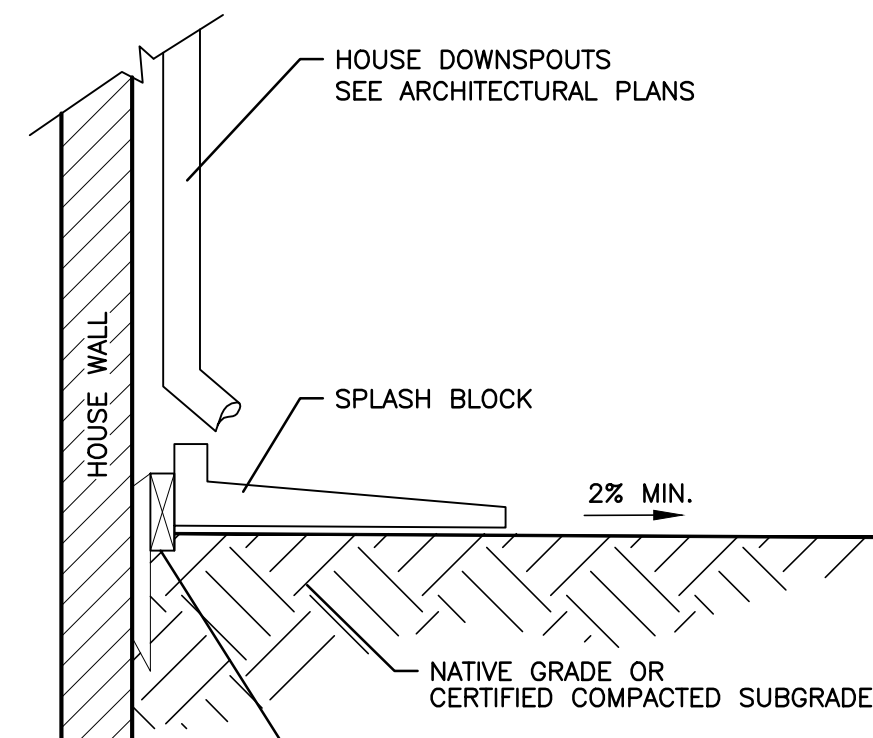 HOUSE DOWNSPOUTS
SEE ARCHITECTURAL PLANS
HOUSE WALL
SPLASH BLOCK
2% MIN.
NATIVE GRADE OR
CERTIFIED COMPACTED SUBGRADE